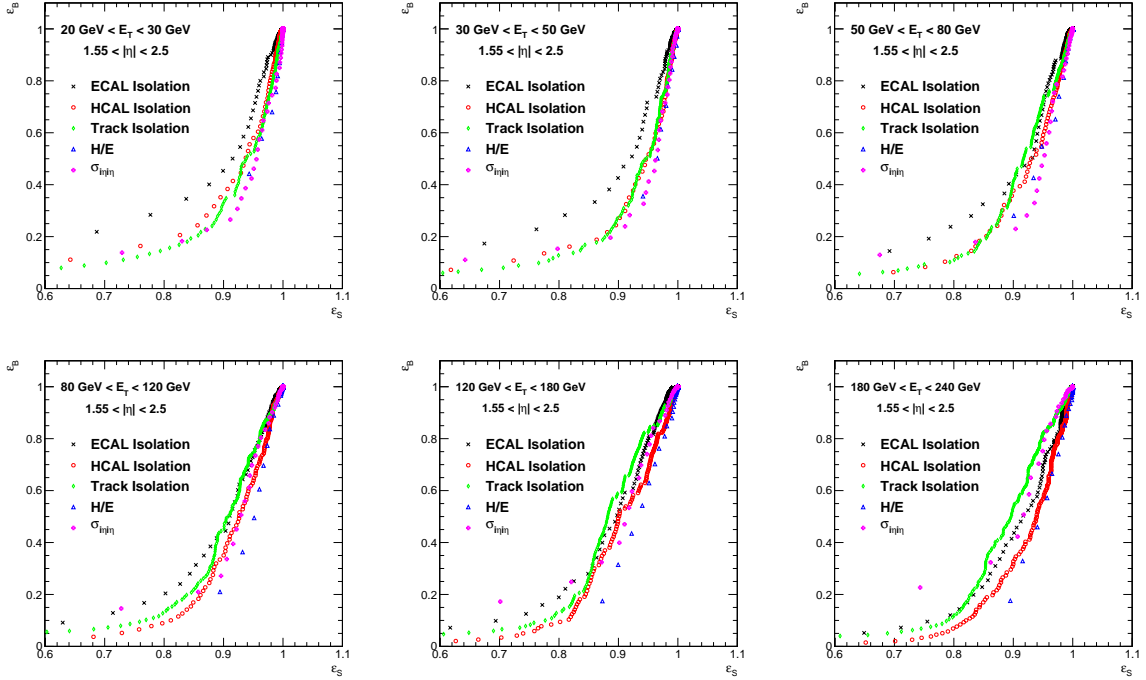 ε_B
20 GeV < E_T < 30 GeV
1.55 < |η| < 2.5
ECAL Isolation
HCAL Isolation
Track Isolation
H/E
σ_iηiη
1
0.8
0.6
0.4
0.2
0
0.6 0.7 0.8 0.9 1 1.1
ε_S
ε_B
30 GeV < E_T < 50 GeV
1.55 < |η| < 2.5
ECAL Isolation
HCAL Isolation
Track Isolation
H/E
σ_iηiη
1
0.8
0.6
0.4
0.2
0
0.6 0.7 0.8 0.9 1 1.1
ε_S
ε_B
50 GeV < E_T < 80 GeV
1.55 < |η| < 2.5
ECAL Isolation
HCAL Isolation
Track Isolation
H/E
σ_iηiη
1
0.8
0.6
0.4
0.2
0
0.6 0.7 0.8 0.9 1 1.1
ε_S
ε_B
80 GeV < E_T < 120 GeV
1.55 < |η| < 2.5
ECAL Isolation
HCAL Isolation
Track Isolation
H/E
σ_iηiη
1
0.8
0.6
0.4
0.2
0
0.6 0.7 0.8 0.9 1 1.1
ε_S
ε_B
120 GeV < E_T < 180 GeV
1.55 < |η| < 2.5
ECAL Isolation
HCAL Isolation
Track Isolation
H/E
σ_iηiη
1
0.8
0.6
0.4
0.2
0
0.6 0.7 0.8 0.9 1 1.1
ε_S
ε_B
180 GeV < E_T < 240 GeV
1.55 < |η| < 2.5
ECAL Isolation
HCAL Isolation
Track Isolation
H/E
σ_iηiη
1
0.8
0.6
0.4
0.2
0
0.6 0.7 0.8 0.9 1 1.1
ε_S